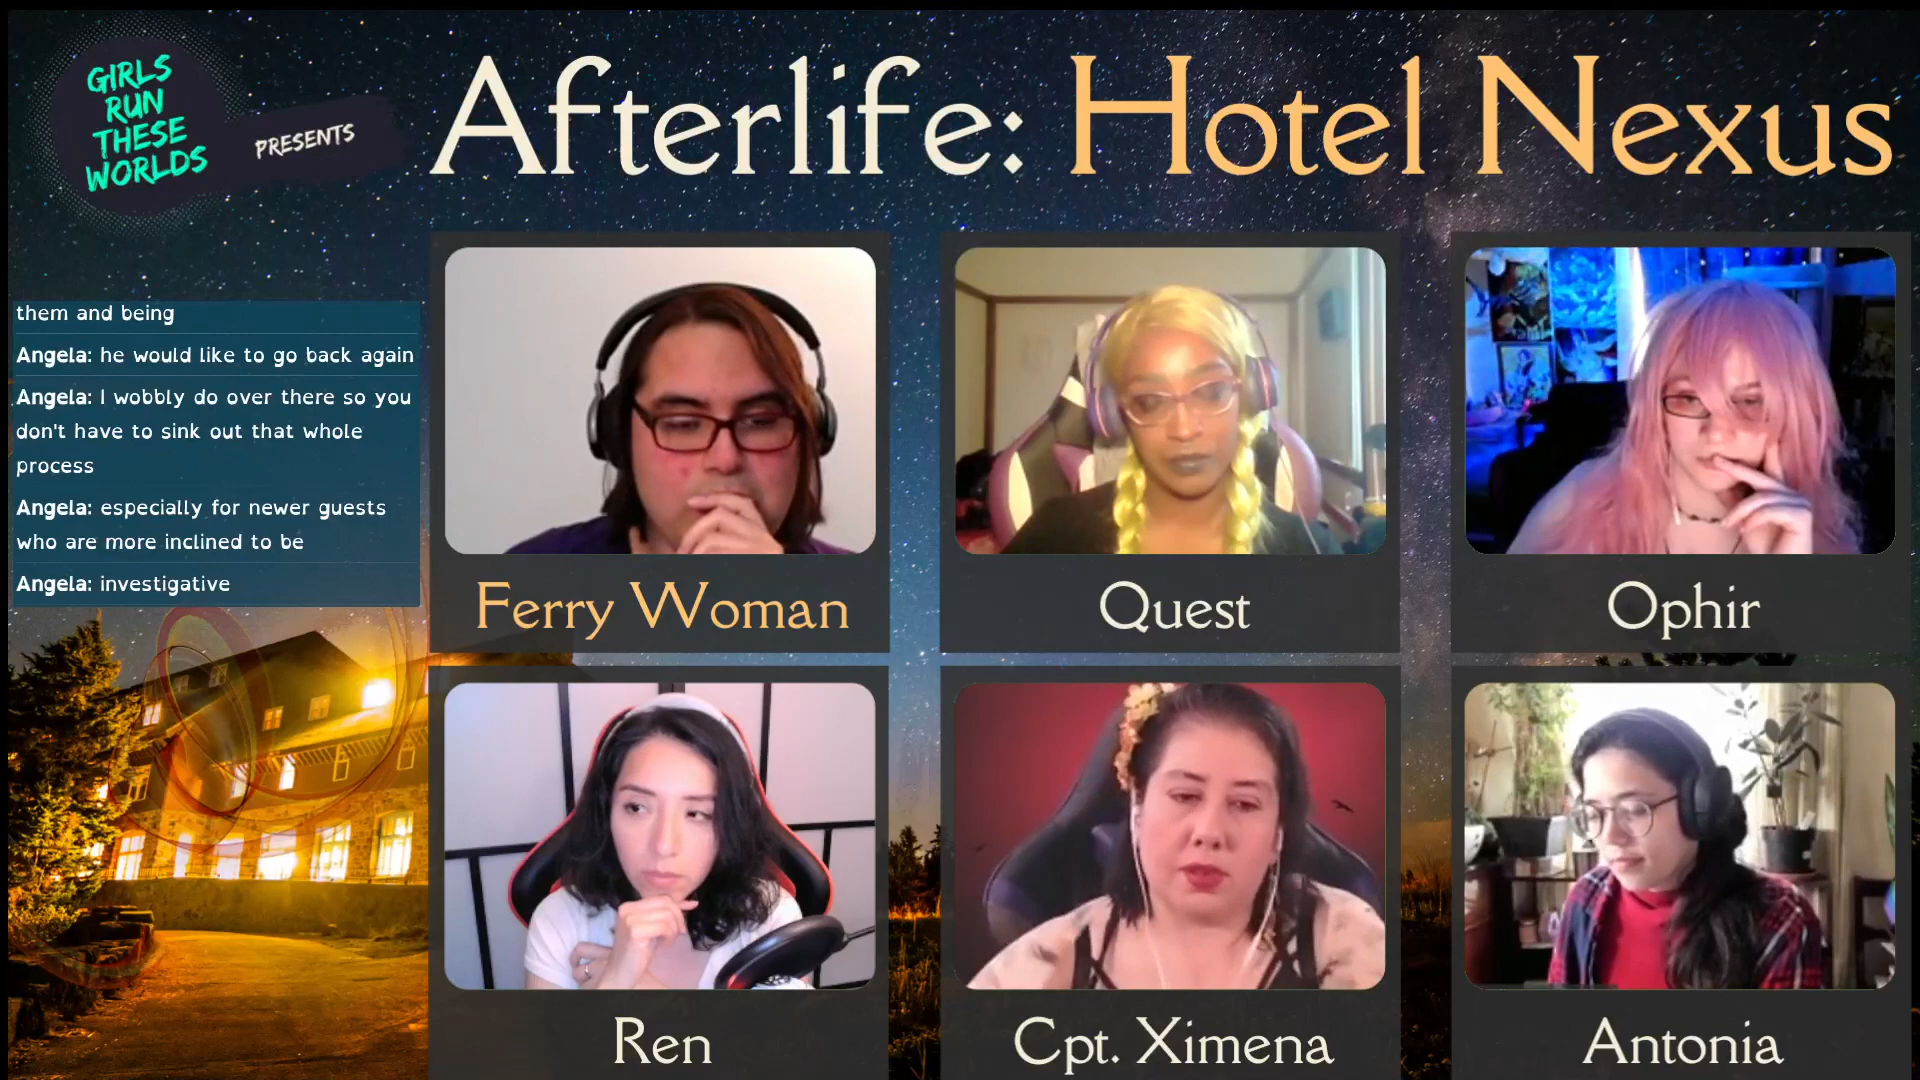 GIRLS
RUN
THESE
WORLDS
PRESENTS
Afterlife: Hotel Nexus
them and being
Angela: he would like to go back again
Angela: I wobbly do over there so you
don't have to sink out that whole
process
Angela: especially for newer guests
who are more inclined to be
Angela: investigative
Ferry Woman
Quest
Ophir
Ren
Cpt. Ximena
Antonia